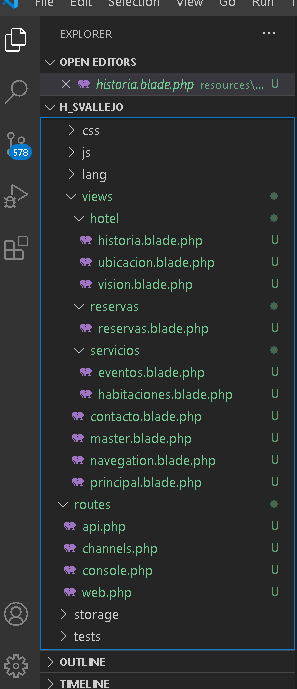 File Edit Selection View Go Run
EXPLORER ...
OPEN EDITORS
historia.blade.php resources\... U
H_SVALLEJO
css
js
578
lang
views
hotel
historia.blade.php U
ubicacion.blade.php U
vision.blade.php U
reservas
reservas.blade.php U
servicios
eventos.blade.php U
habitaciones.blade.php U
contacto.blade.php U
master.blade.php U
navegation.blade.php U
principal.blade.php U
routes
api.php U
channels.php U
console.php U
web.php U
storage
tests
OUTLINE
TIMELINE